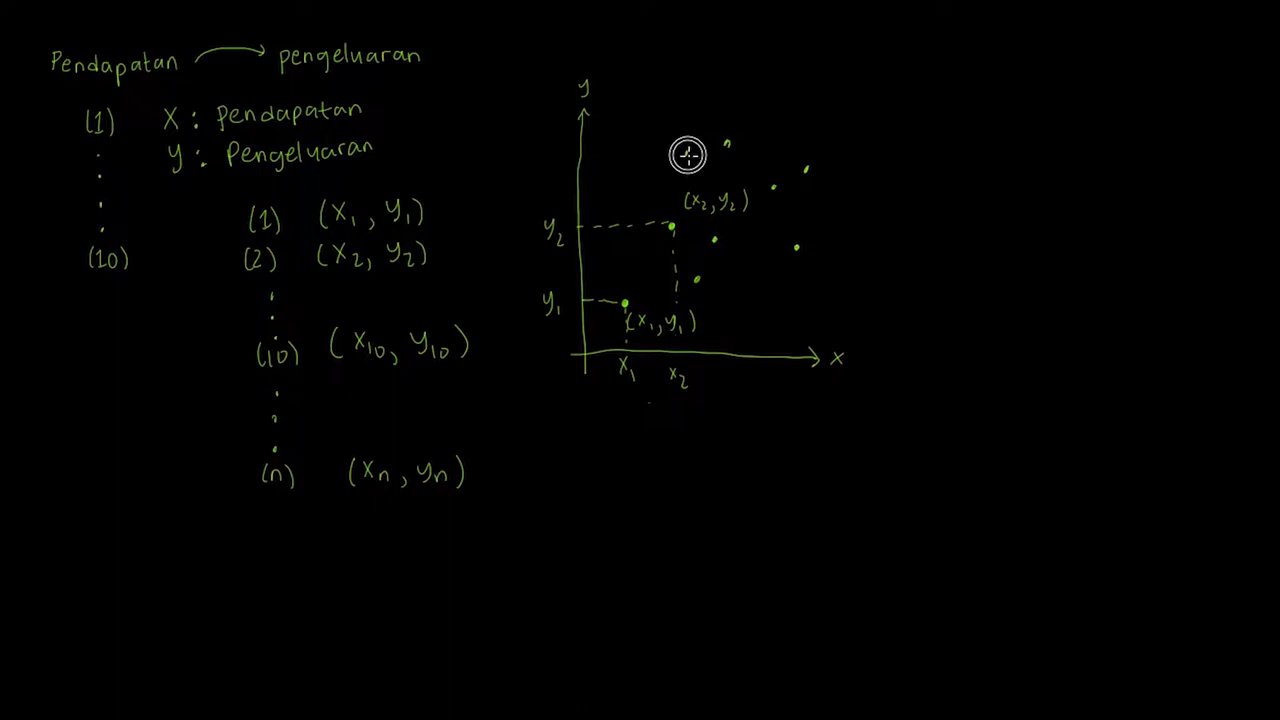 Pendapatan pengeluaran
(1) X : Pendapatan
y : Pengeluaran
(1) (X1, y1)
(2) (X2, y2)
(10)
(10) (X10, y10)
(n) (Xn, yn)
y
(x2, y2)
y2
y1
(x1, y1)
x
x1 x2